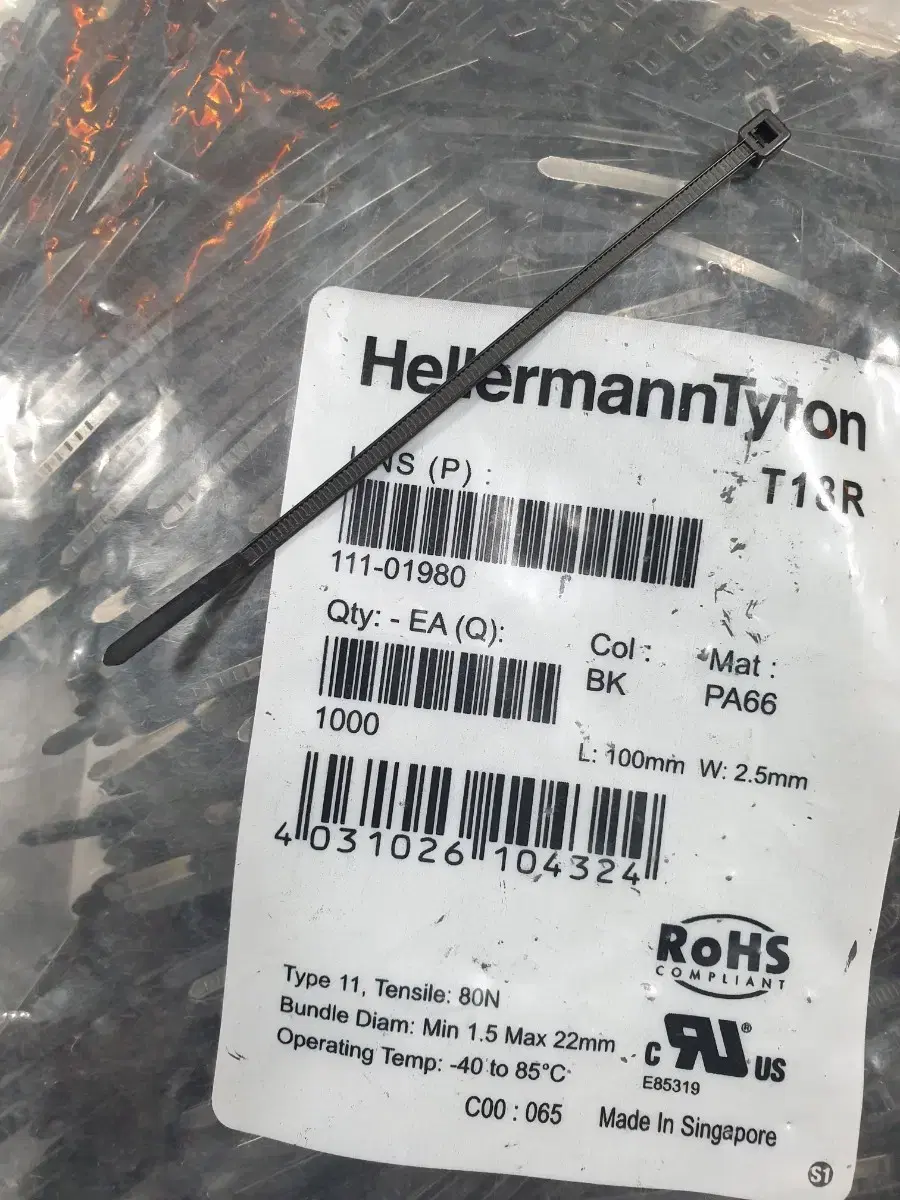 HellermannTyton
T18R
(P) :
111-01980
Qty: - EA (Q):
1000
Col :
BK
Mat :
PA66
L: 100mm W: 2.5mm
4 031026 104324
RoHS
COMPLIANT
Type 11, Tensile: 80N
Bundle Diam: Min 1.5 Max 22mm
Operating Temp: -40 to 85°C
C RU® US
E85319
C00 : 065
Made In Singapore
S1